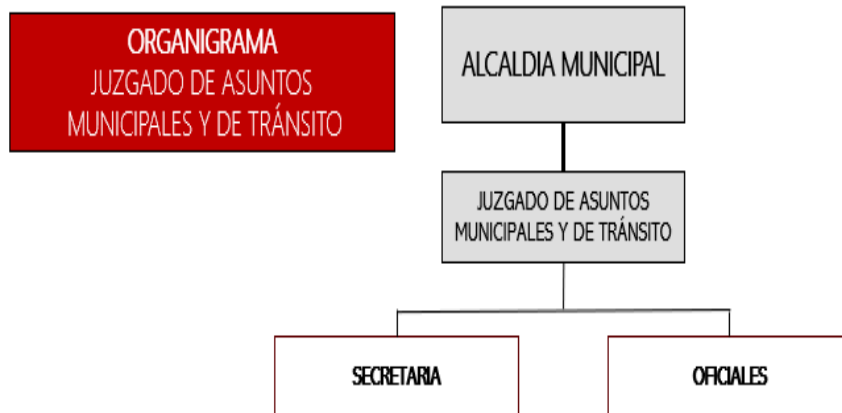 ORGANIGRAMA
JUZGADO DE ASUNTOS
MUNICIPALES Y DE TRÁNSITO
ALCALDIA MUNICIPAL
JUZGADO DE ASUNTOS
MUNICIPALES Y DE TRÁNSITO
SECRETARIA
OFICIALES